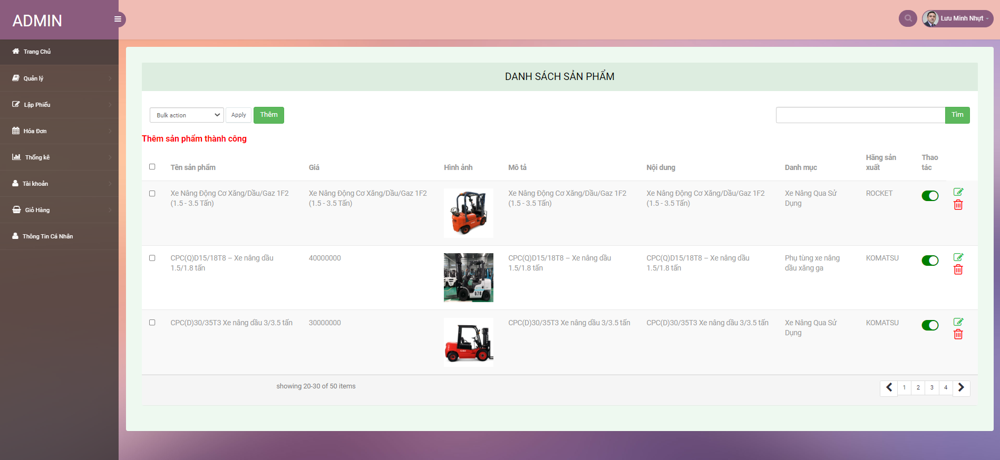 ADMIN
Lưu Minh Nhựt
Trang Chủ
Quản lý
Lập Phiếu
Hóa Đơn
Thống kê
Tài khoản
Giỏ Hàng
Thông Tin Cá Nhân
DANH SÁCH SẢN PHẨM
Bulk action
Apply
Thêm
Tìm
Thêm sản phẩm thành công
Tên sản phẩm
Giá
Hình ảnh
Mô tả
Nội dung
Danh mục
Hãng sản
xuất
Thao
tác
Xe Nâng Động Cơ Xăng/Dầu/Gaz 1F2
(1.5 - 3.5 Tấn)
Xe Nâng Động Cơ Xăng/Dầu/Gaz 1F2
(1.5 - 3.5 Tấn)
Xe Nâng Động Cơ Xăng/Dầu/Gaz 1F2
(1.5 - 3.5 Tấn)
Xe Nâng Động Cơ Xăng/Dầu/Gaz 1F2
(1.5 - 3.5 Tấn)
Xe Nâng Qua Sử
Dụng
ROCKET
CPC(Q)D15/18T8 – Xe nâng dầu
1.5/1.8 tấn
40000000
678
CPC(Q)D15/18T8 – Xe nâng dầu
1.5/1.8 tấn
CPC(Q)D15/18T8 – Xe nâng dầu
1.5/1.8 tấn
Phụ tùng xe nâng
dầu xăng ga
KOMATSU
CPC(D)30/35T3 Xe nâng dầu 3/3.5 tấn
30000000
CPC(D)30/35T3 Xe nâng dầu 3/3.5 tấn
CPC(D)30/35T3 Xe nâng dầu 3/3.5 tấn
Xe Nâng Qua Sử
Dụng
KOMATSU
showing 20-30 of 50 items
1
2
3
4